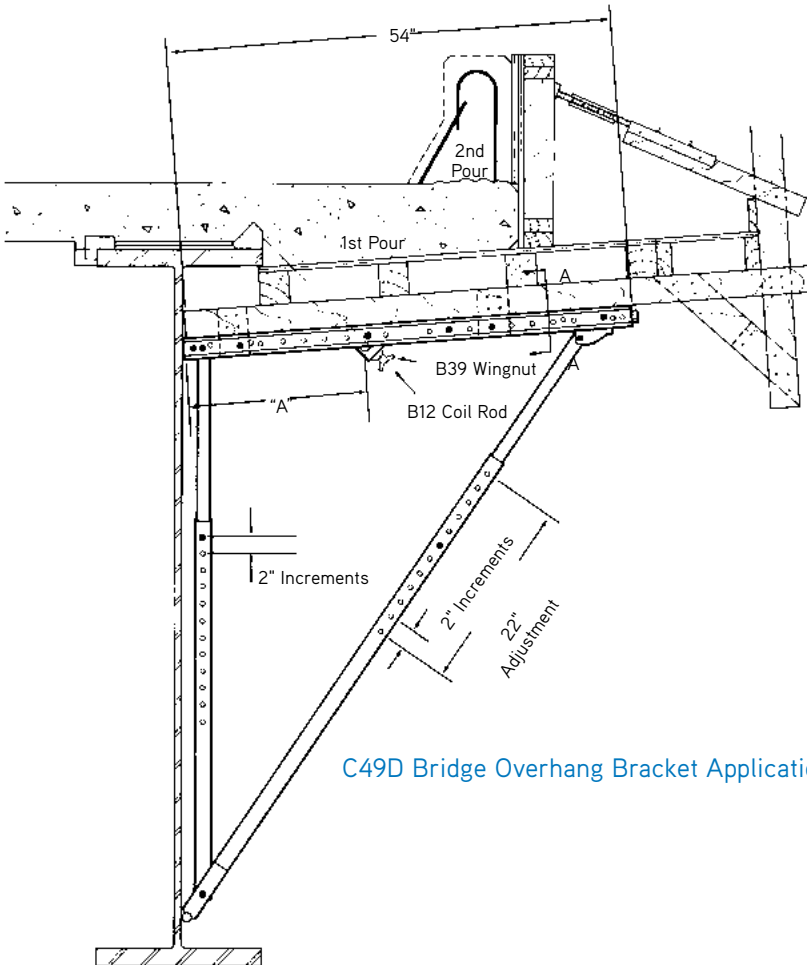 54"
2nd
Pour
1st Pour
A
B39 Wingnut
A
"A"
B12 Coil Rod
2" Increments
2" Increments
22"
Adjustment
C49D Bridge Overhang Bracket Applicati